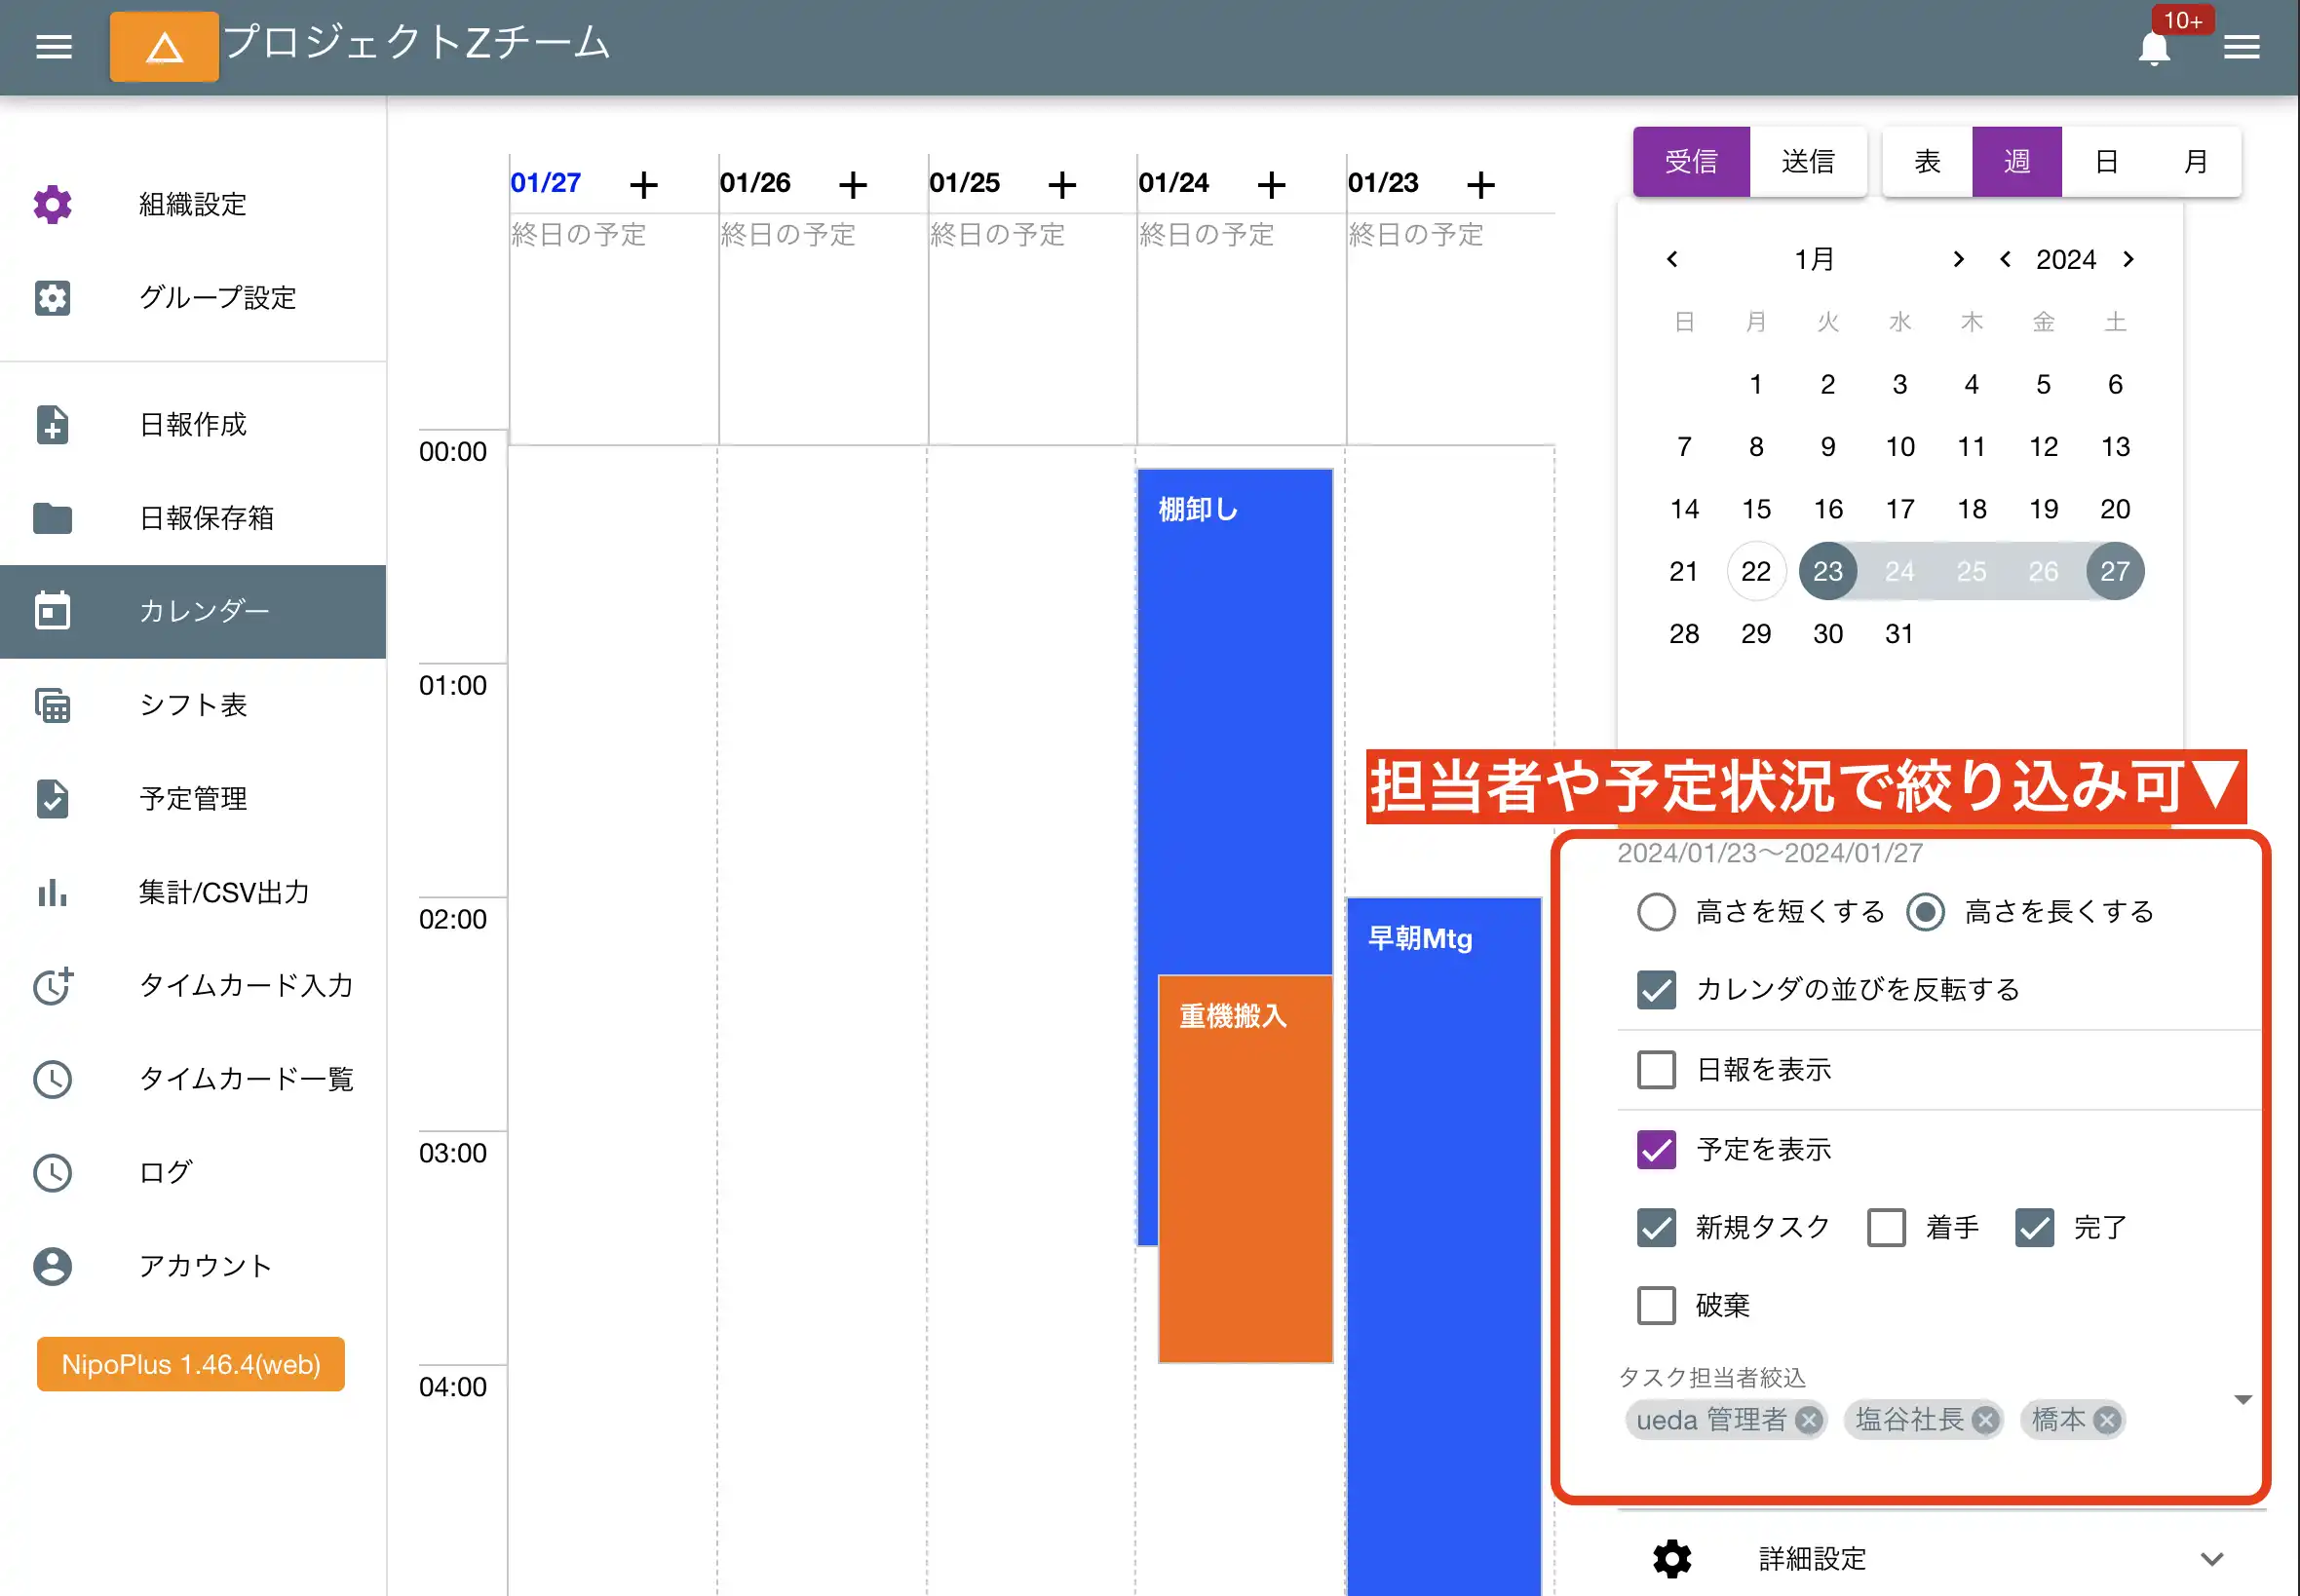 プロジェクトZチーム
10+
組織設定
グループ設定
日報作成
日報保存箱
カレンダー
シフト表
予定管理
集計/CSV出力
タイムカード入力
タイムカード一覧
ログ
アカウント
NipoPlus 1.46.4(web)
01/27 + 01/26 + 01/25 + 01/24 + 01/23 +
終日の予定 終日の予定 終日の予定 終日の予定 終日の予定
00:00
01:00
02:00
03:00
04:00
棚卸し
重機搬入
早朝Mtg
受信 送信 表 週 日 月
1月 2024
日 月 火 水 木 金 土
1 2 3 4 5 6
7 8 9 10 11 12 13
14 15 16 17 18 19 20
21 22 23 24 25 26 27
28 29 30 31
担当者や予定状況で絞り込み可▼
2024/01/23〜2024/01/27
高さを短くする 高さを長くする
カレンダの並びを反転する
日報を表示
予定を表示
新規タスク 着手 完了
破棄
タスク担当者絞込
ueda 管理者 塩谷社長 橋本
詳細設定